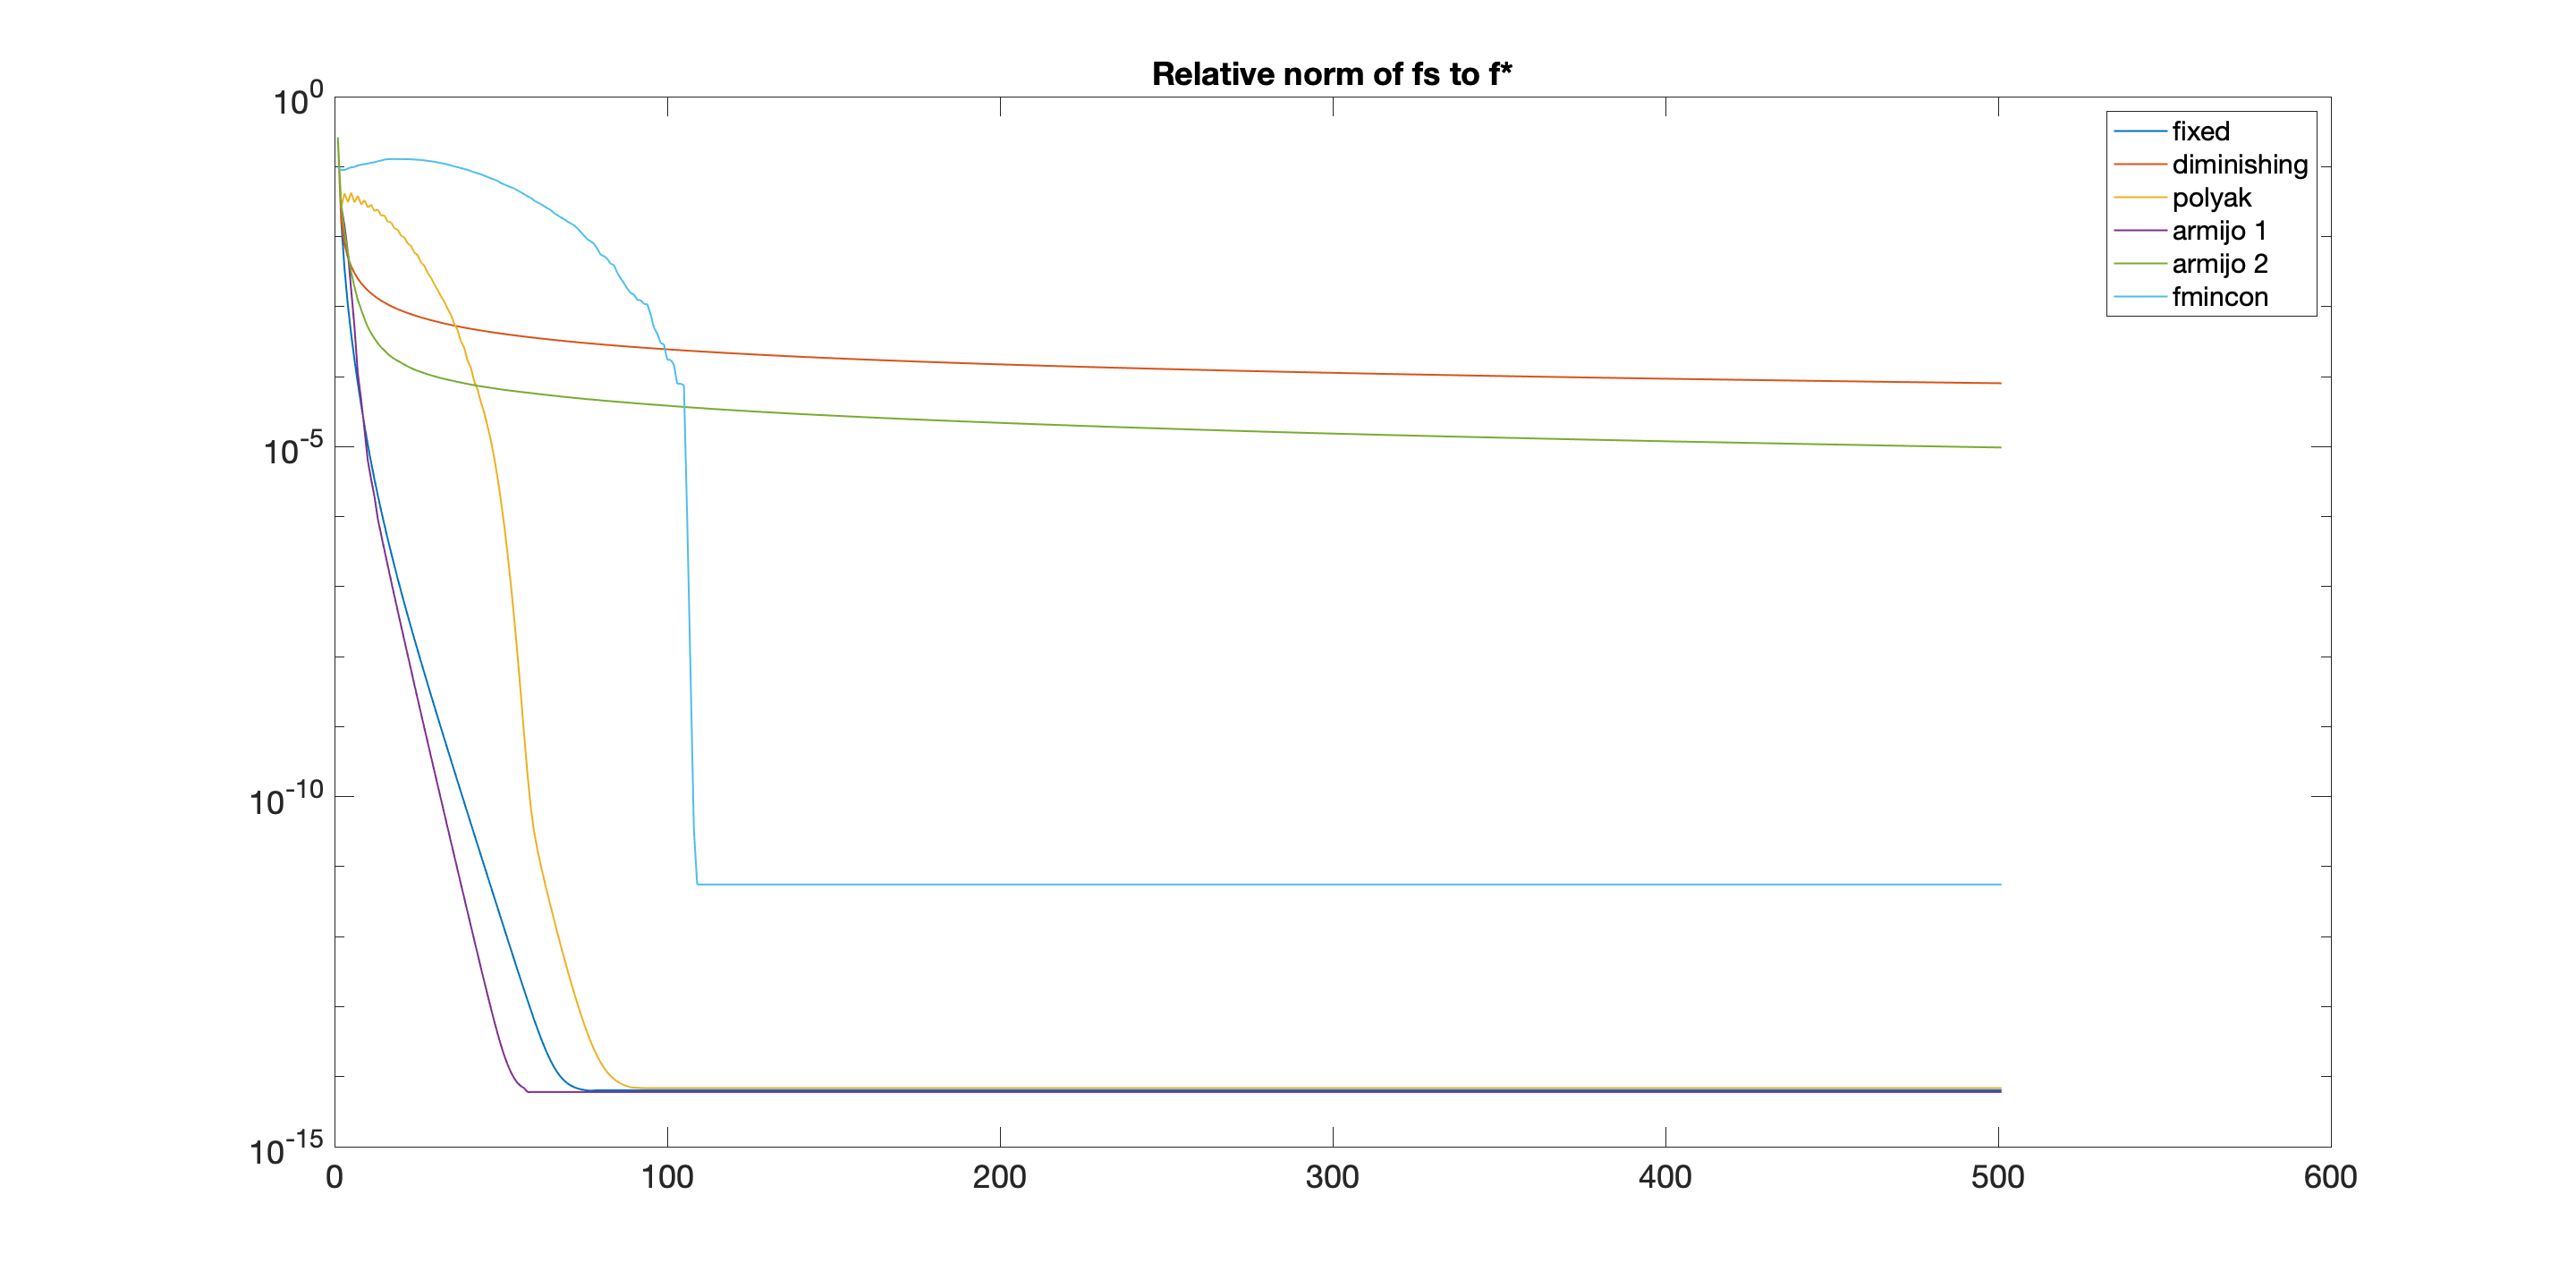 Relative norm of fs to f*
10^0
10^-5
10^-10
10^-15
0 100 200 300 400 500 600
fixed
diminishing
polyak
armijo 1
armijo 2
fmincon